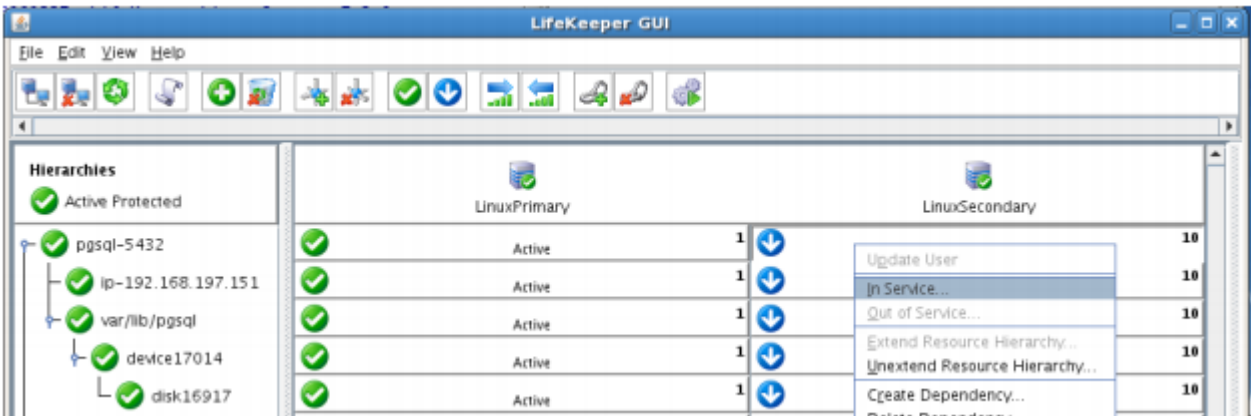 LifeKeeper GUI
File Edit View Help
Hierarchies
Active Protected
LinuxPrimary
LinuxSecondary
pgsql-5432
Active
1
10
Update User
ip-192.168.197.151
Active
1
10
In Service...
var/lib/pgsql
Active
1
10
Out of Service...
device17014
Active
1
10
Extend Resource Hierarchy...
Unextend Resource Hierarchy...
disk16917
Active
1
10
Create Dependency...